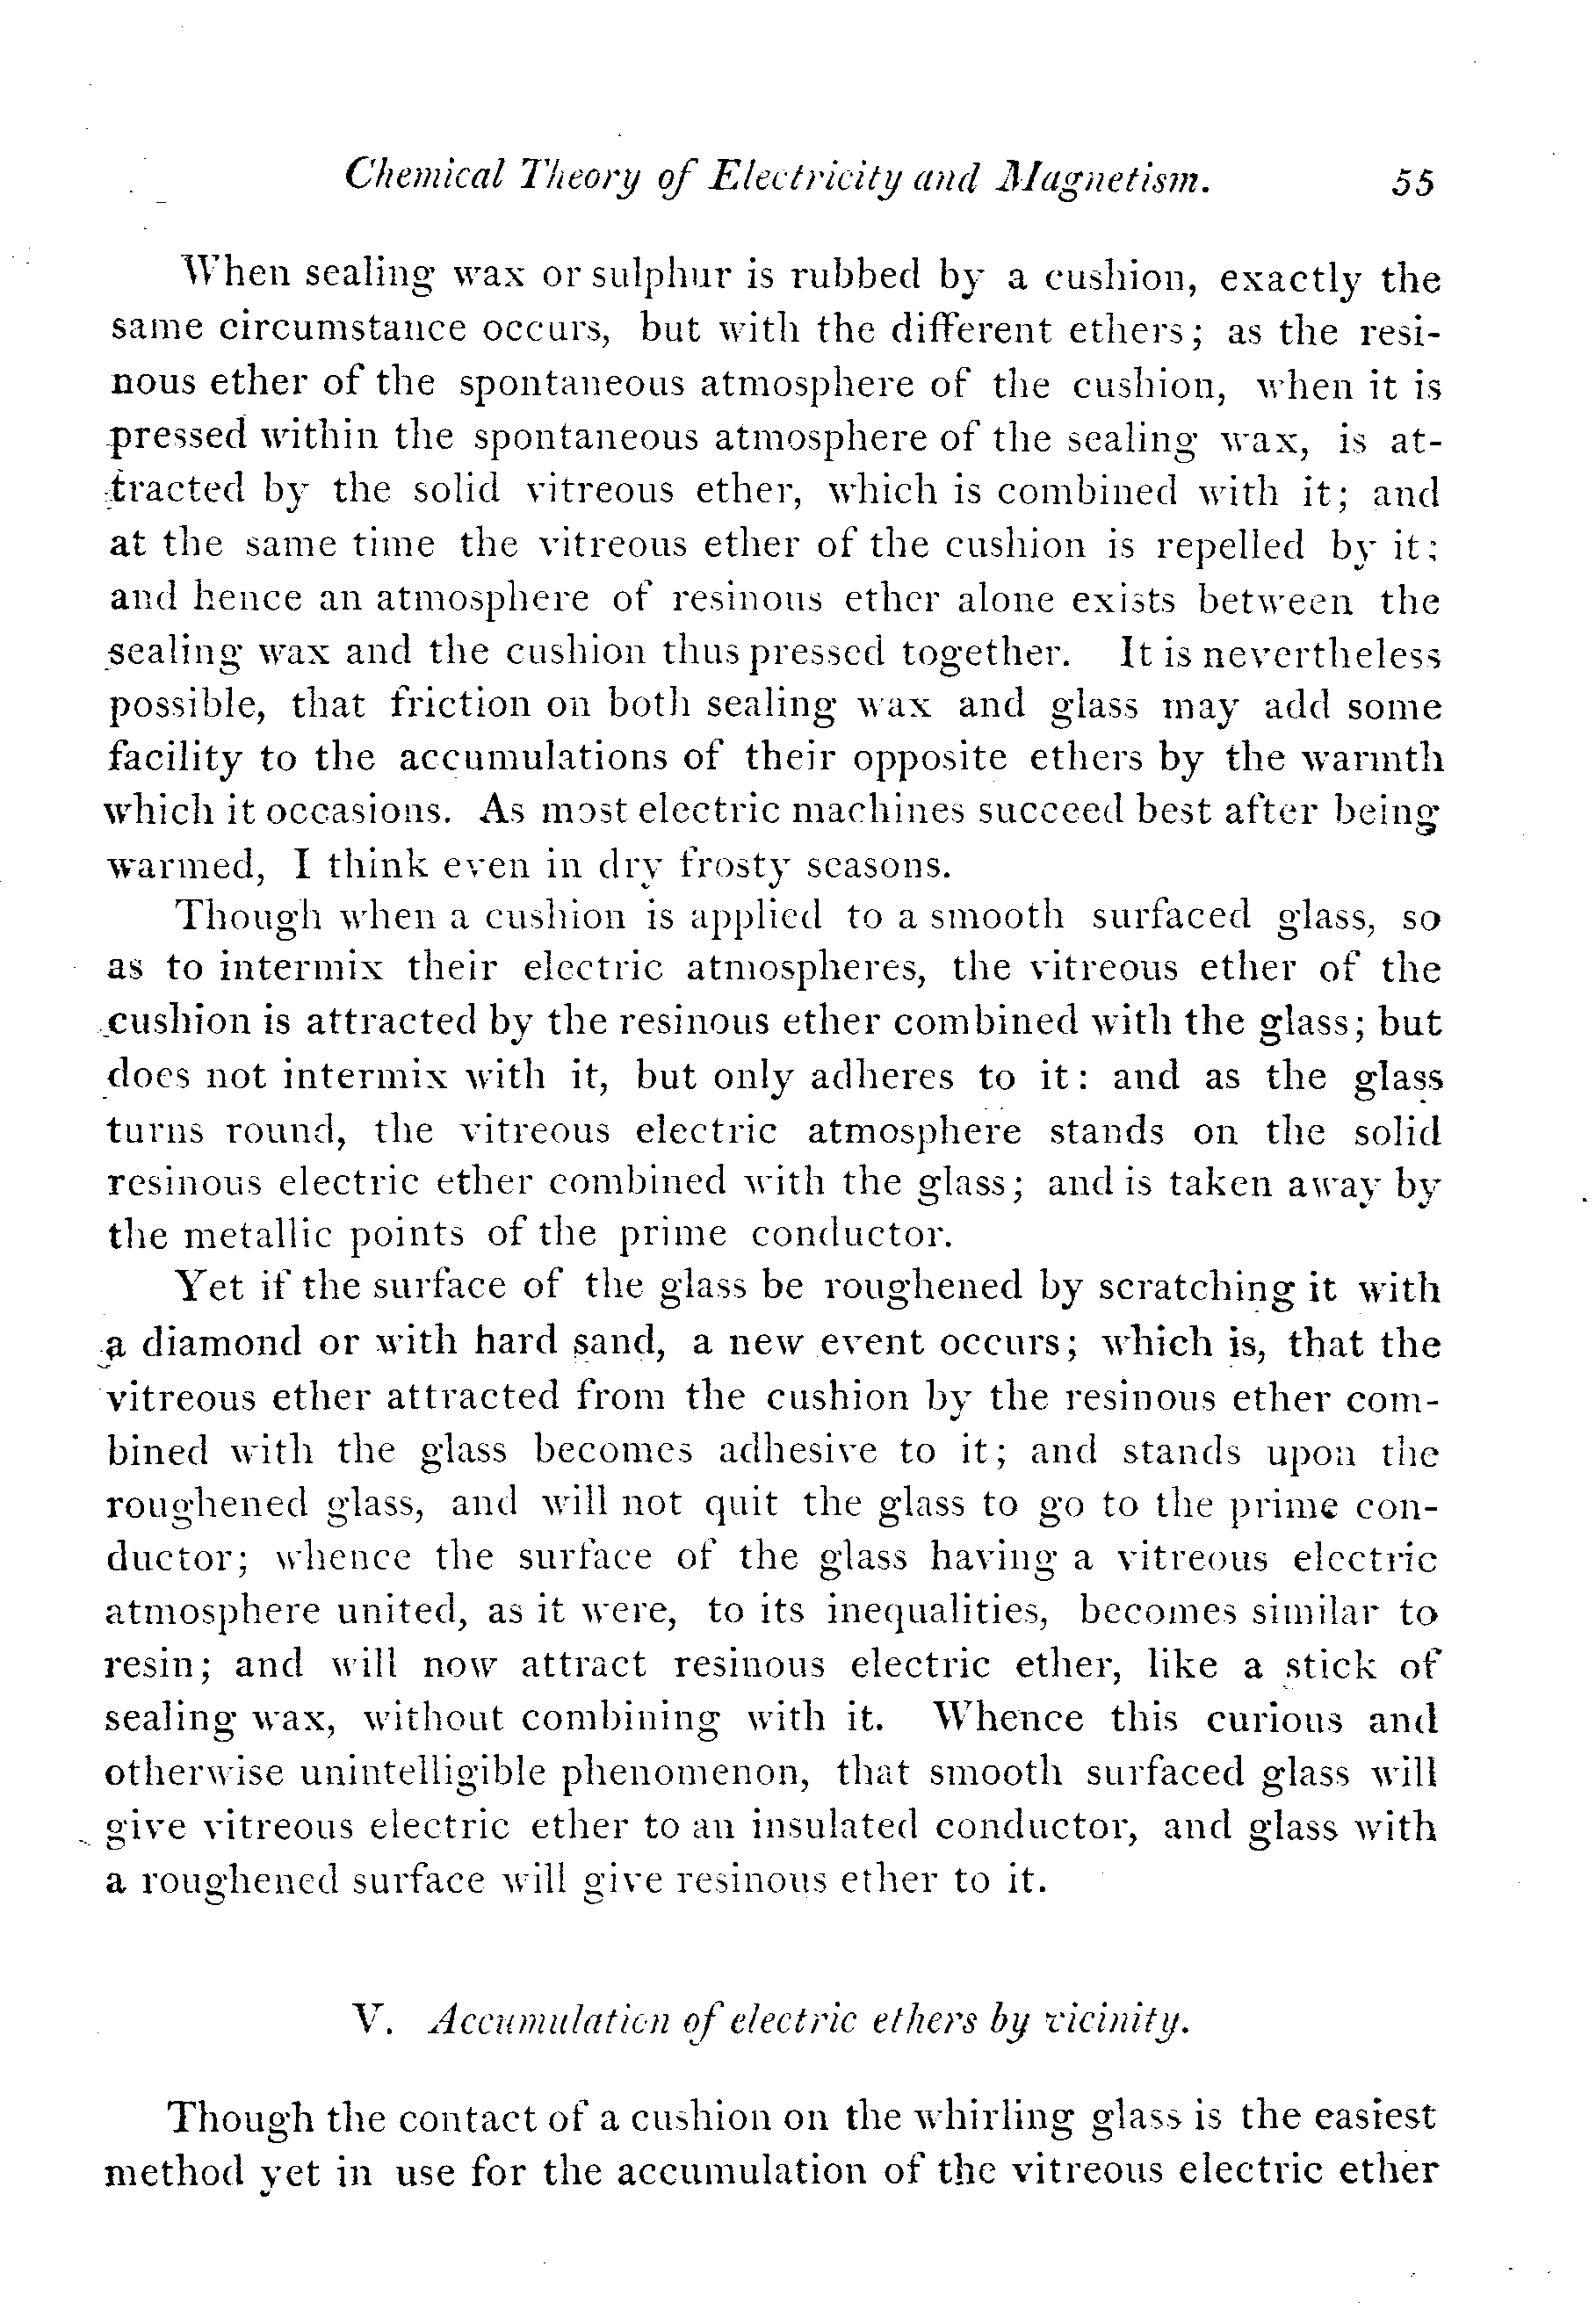 Chemical Theory of Electricity and Magnetism. 55
When sealing wax or sulphur is rubbed by a cushion, exactly the
same circumstance occurs, but with the different ethers; as the resi-
nous ether of the spontaneous atmosphere of the cushion, when it is
pressed within the spontaneous atmosphere of the sealing wax, is at-
tracted by the solid vitreous ether, which is combined with it; and
at the same time the vitreous ether of the cushion is repelled by it;
and hence an atmosphere of resinous ether alone exists between the
sealing wax and the cushion thus pressed together. It is nevertheless
possible, that friction on both sealing wax and glass may add some
facility to the accumulations of their opposite ethers by the warmth
which it occasions. As most electric machines succeed best after being
warmed, I think even in dry frosty seasons.
Though when a cushion is applied to a smooth surfaced glass, so
as to intermix their electric atmospheres, the vitreous ether of the
cushion is attracted by the resinous ether combined with the glass; but
does not intermix with it, but only adheres to it: and as the glass
turns round, the vitreous electric atmosphere stands on the solid
resinous electric ether combined with the glass; and is taken away by
the metallic points of the prime conductor.
Yet if the surface of the glass be roughened by scratching it with
a diamond or with hard sand, a new event occurs; which is, that the
vitreous ether attracted from the cushion by the resinous ether com-
bined with the glass becomes adhesive to it; and stands upon the
roughened glass, and will not quit the glass to go to the prime con-
ductor; whence the surface of the glass having a vitreous electric
atmosphere united, as it were, to its inequalities, becomes similar to
resin; and will now attract resinous electric ether, like a stick of
sealing wax, without combining with it. Whence this curious and
otherwise unintelligible phenomenon, that smooth surfaced glass will
give vitreous electric ether to an insulated conductor, and glass with
a roughened surface will give resinous ether to it.
V. Accumulation of electric ethers by vicinity.
Though the contact of a cushion on the whirling glass is the easiest
method yet in use for the accumulation of the vitreous electric ether